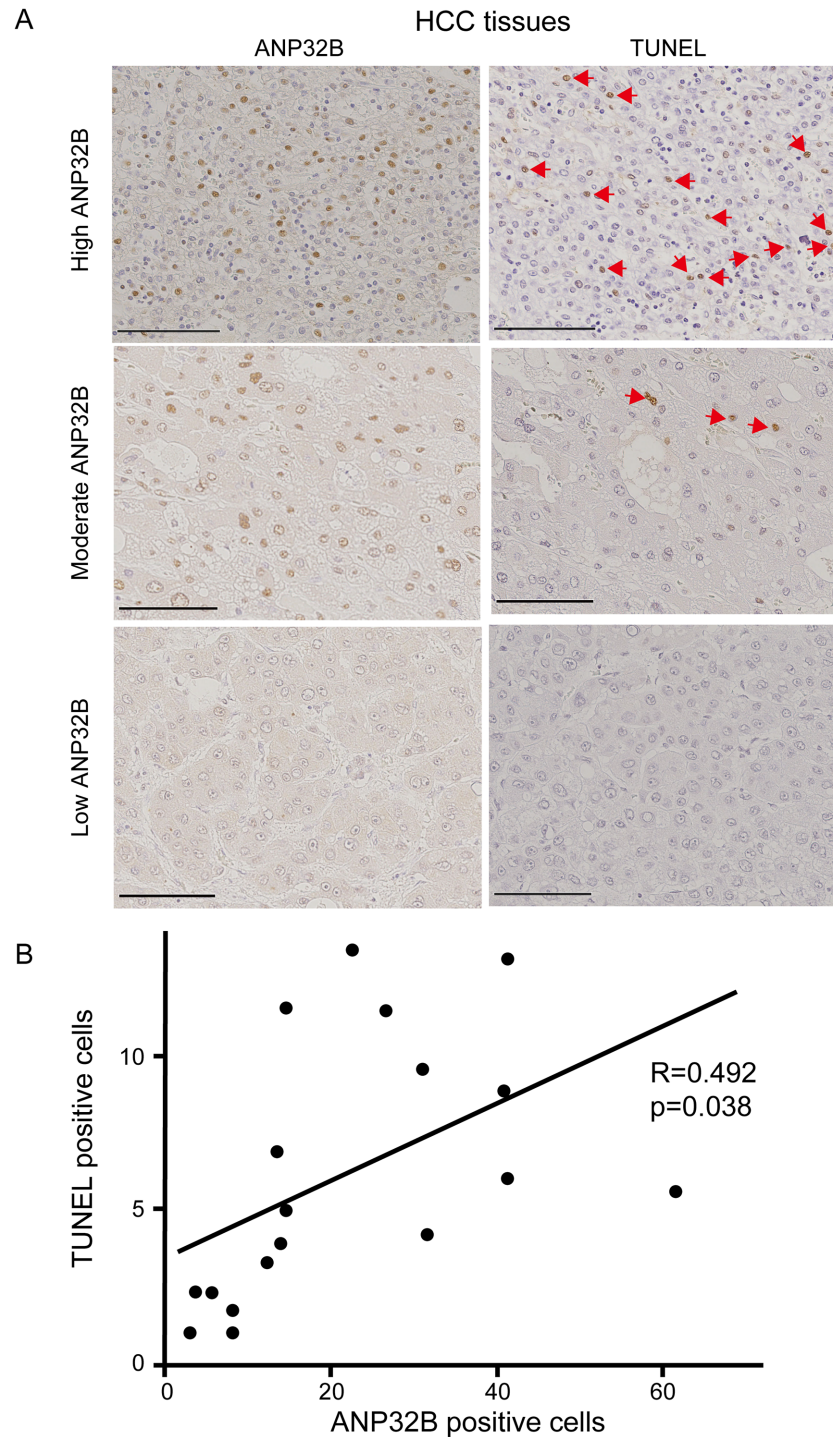 A
HCC tissues
ANP32B
TUNEL
High ANP32B
Moderate ANP32B
Low ANP32B
B
TUNEL positive cells
10
5
0
R=0.492
p=0.038
0
20
40
60
ANP32B positive cells